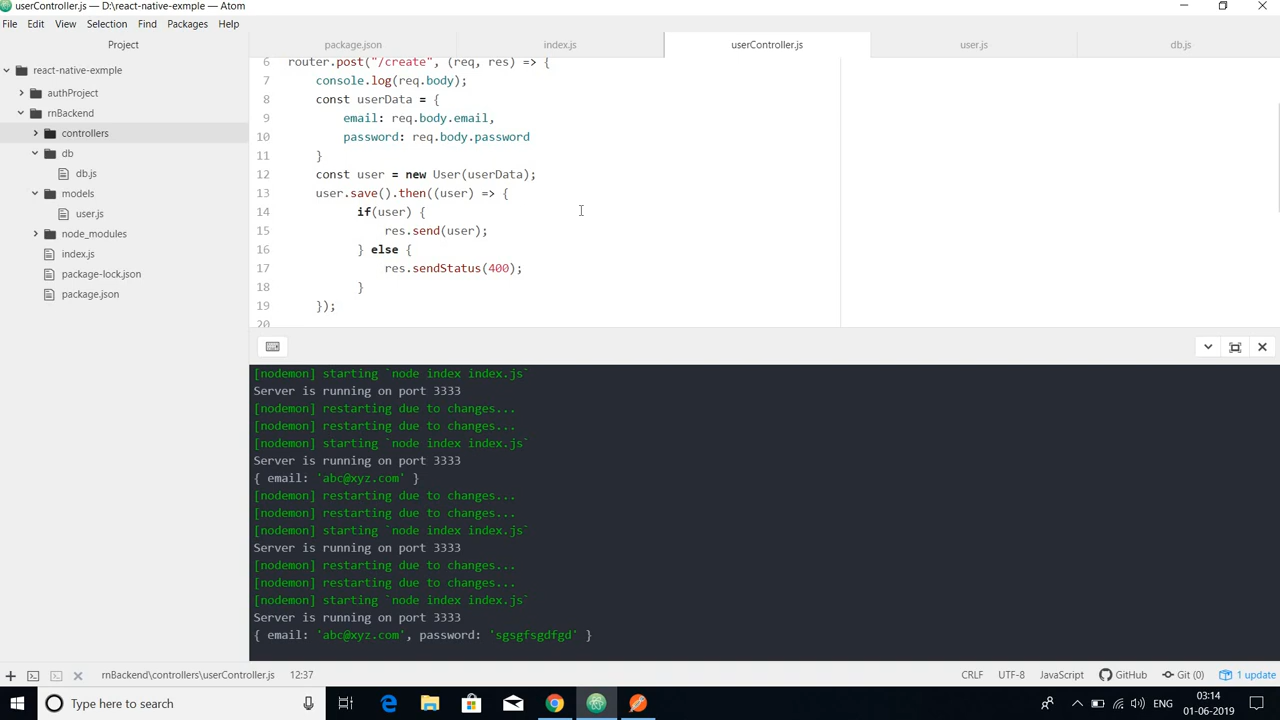 userController.js — D:\react-native-exmple — Atom
File Edit View Selection Find Packages Help
Project
package.json
index.js
userController.js
user.js
db.js
react-native-exmple
authProject
rnBackend
controllers
db
db.js
models
user.js
node_modules
index.js
package-lock.json
package.json
6 router.post("/create", (req, res) => {
7 console.log(req.body);
8 const userData = {
9 email: req.body.email,
10 password: req.body.password
11 }
12 const user = new User(userData);
13 user.save().then((user) => {
14 if(user) {
15 res.send(user);
16 } else {
17 res.sendStatus(400);
18 }
19 });
20
[nodemon] starting `node index index.js`
Server is running on port 3333
[nodemon] restarting due to changes...
[nodemon] restarting due to changes...
[nodemon] starting `node index index.js`
Server is running on port 3333
{ email: 'abc@xyz.com' }
[nodemon] restarting due to changes...
[nodemon] restarting due to changes...
[nodemon] starting `node index index.js`
Server is running on port 3333
[nodemon] restarting due to changes...
[nodemon] restarting due to changes...
[nodemon] starting `node index index.js`
Server is running on port 3333
{ email: 'abc@xyz.com', password: 'sgsgfsgdfgd' }
rnBackend\controllers\userController.js 12:37 CRLF UTF-8 JavaScript GitHub Git (0) 1 update
Type here to search
ENG
03:14
01-06-2019